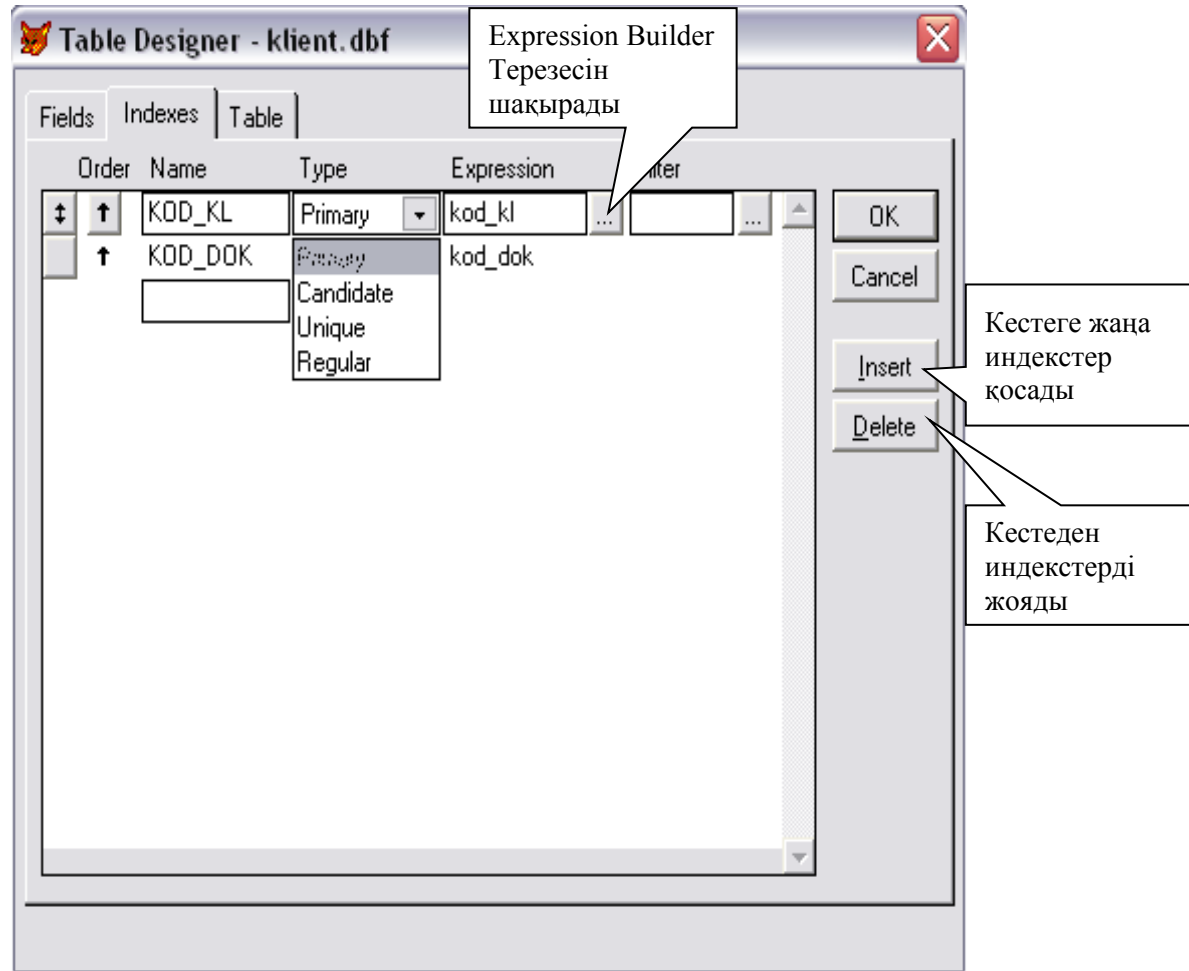 Table Designer - klient.dbf
Expression Builder
Терезесін
шақырады
Fields Indexes Table
Order Name Type Expression
KOD_KL Primary kod_kl ... ... OK
KOD_DOK Primary kod_dok
Candidate Cancel
Unique
Regular Insert
Delete
Кестеге жаңа
индекстер
қосады
Кестеден
индекстерді
жояды